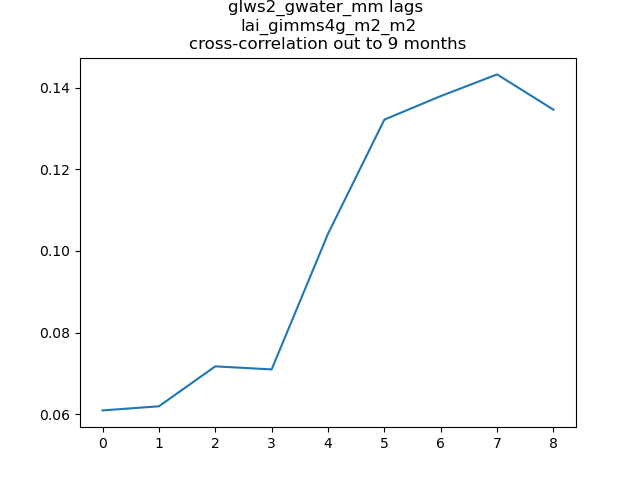 glws2_gwater_mm lags
lai_gimms4g_m2_m2
cross-correlation out to 9 months
0.14
0.12
0.10
0.08
0.06
0 1 2 3 4 5 6 7 8